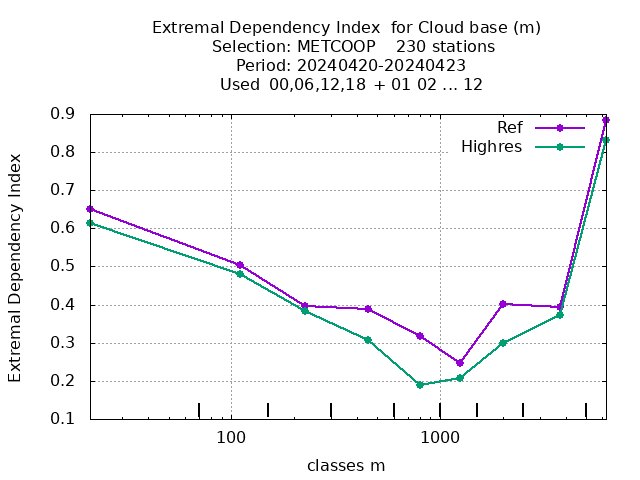 Extremal Dependency Index  for Cloud base (m)
Selection: METCOOP    230 stations
Period: 20240420-20240423
Used  00,06,12,18  + 01 02 ... 12
Ref
Highres
Extremal Dependency Index
0.9
0.8
0.7
0.6
0.5
0.4
0.3
0.2
0.1
100
1000
classes m